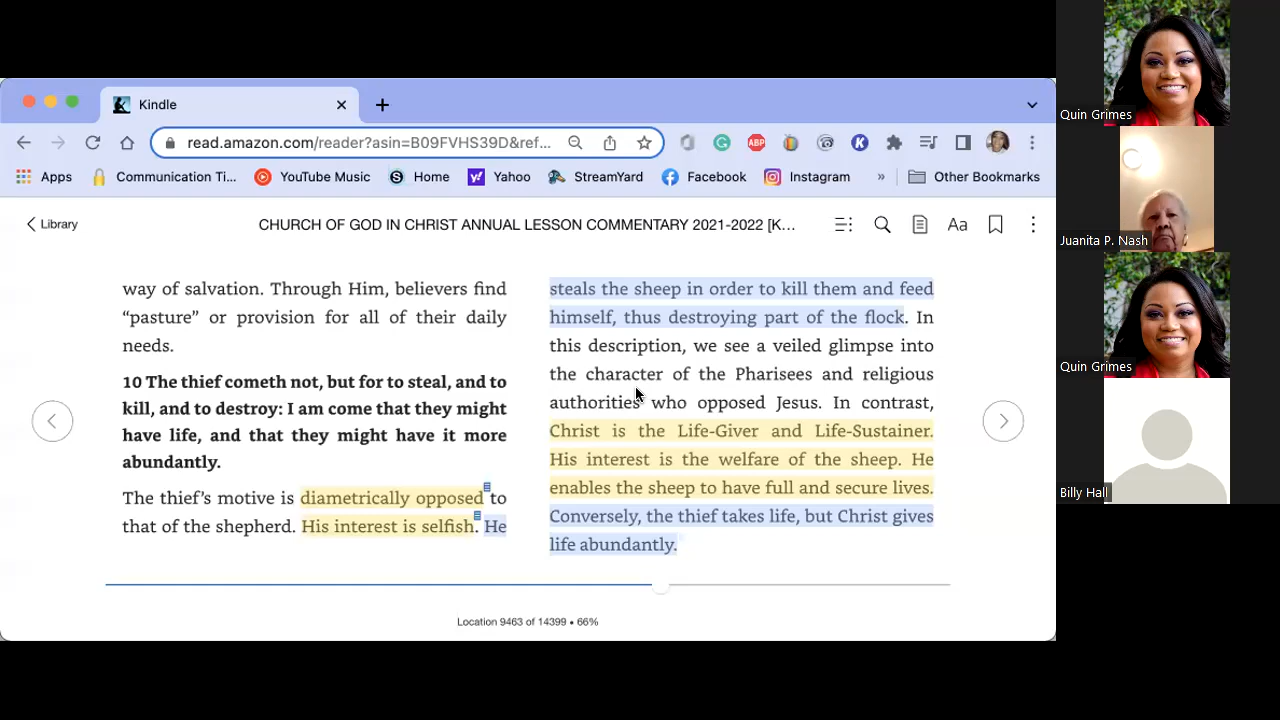 Kindle
read.amazon.com/reader?asin=B09FVHS39D&ref...
ABP
K
Apps
Communication Ti...
YouTube Music
Home
Yahoo
StreamYard
Facebook
Instagram
»
Other Bookmarks
Library
CHURCH OF GOD IN CHRIST ANNUAL LESSON COMMENTARY 2021-2022 [K...
Aa
way of salvation. Through Him, believers find
“pasture” or provision for all of their daily
needs.
10 The thief cometh not, but for to steal, and to
kill, and to destroy: I am come that they might
have life, and that they might have it more
abundantly.
The thief’s motive is diametrically opposed to
that of the shepherd. His interest is selfish. He
steals the sheep in order to kill them and feed
himself, thus destroying part of the flock. In
this description, we see a veiled glimpse into
the character of the Pharisees and religious
authorities who opposed Jesus. In contrast,
Christ is the Life-Giver and Life-Sustainer.
His interest is the welfare of the sheep. He
enables the sheep to have full and secure lives.
Conversely, the thief takes life, but Christ gives
life abundantly.
Location 9463 of 14399 • 66%
Quin Grimes
Juanita P. Nash
Quin Grimes
Billy Hall